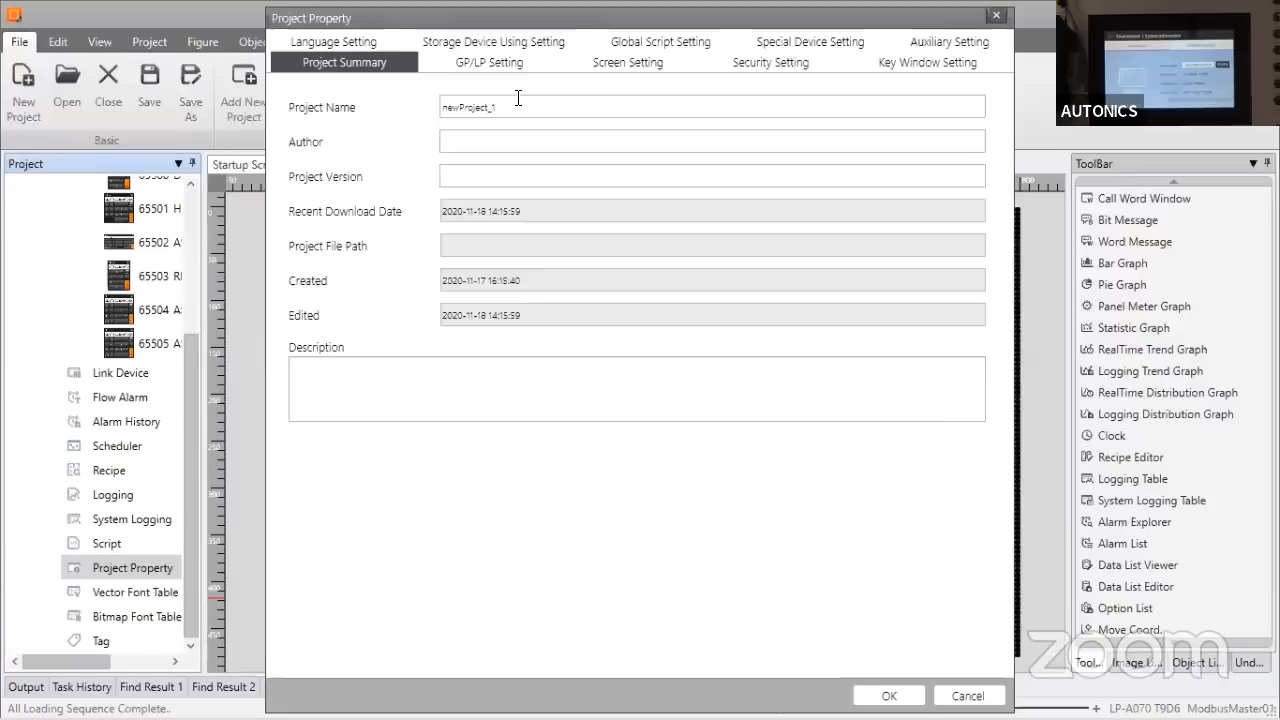 Project Property
File Edit View Project Figure Objec
New Project
Open
Close
Save
Save As
Add New Project
Basic
Language Setting Storage Device Using Setting Global Script Setting Special Device Setting Auxiliary Setting
Project Summary GP/LP Setting Screen Setting Security Setting Key Window Setting
Project Name newProject_
Author
Project Version
Recent Download Date 2020-11-18 14:15:59
Project File Path
Created 2020-11-17 16:15:40
Edited 2020-11-18 14:15:59
Description
OK Cancel
AUTONICS
Project
Startup Scr
65501 H
65502 A
65503 R
65504 A
65505 A
Link Device
Flow Alarm
Alarm History
Scheduler
Recipe
Logging
System Logging
Script
Project Property
Vector Font Table
Bitmap Font Table
Tag
Output Task History Find Result 1 Find Result 2
All Loading Sequence Complete..
ToolBar
Call Word Window
Bit Message
Word Message
Bar Graph
Pie Graph
Panel Meter Graph
Statistic Graph
RealTime Trend Graph
Logging Trend Graph
RealTime Distribution Graph
Logging Distribution Graph
Clock
Recipe Editor
Logging Table
System Logging Table
Alarm Explorer
Alarm List
Data List Viewer
Data List Editor
Option List
Move Coord.
Tool... Image Li... Object Li... Und...
zoom
LP-A070 T9D6 ModbusMaster01